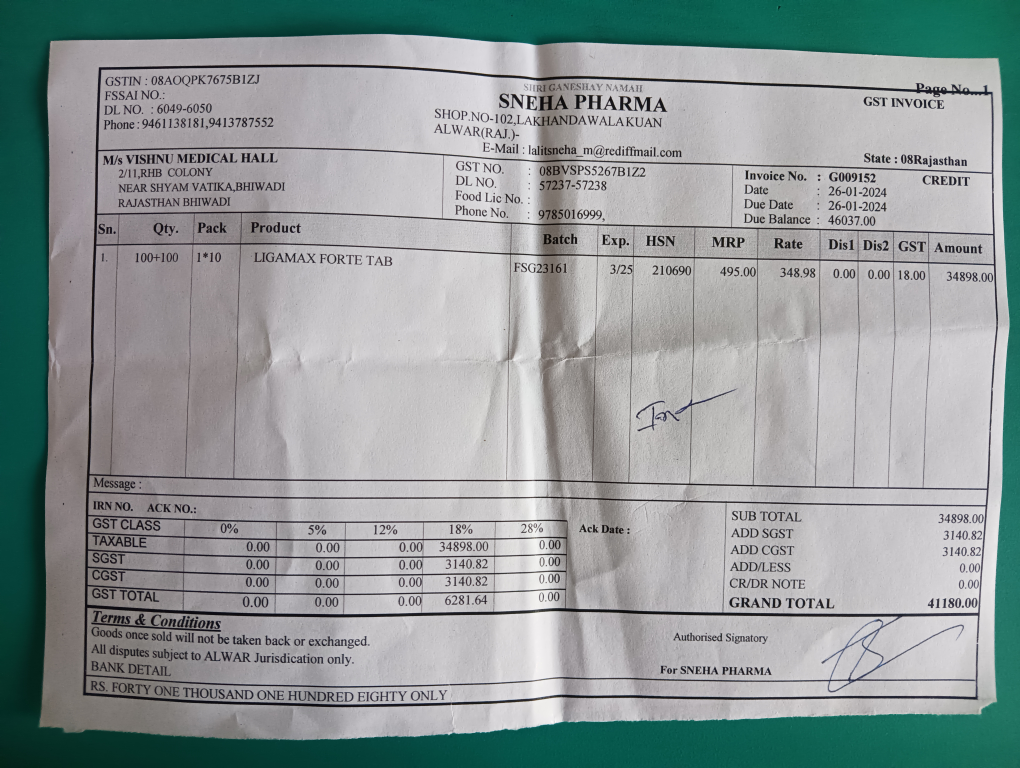 GSTIN : 08AOQPK7675B1ZJ
FSSAI NO.:
DL NO. : 6049-6050
Phone : 9461138181,9413787552
SHRI GANESHAY NAMAH
SNEHA PHARMA
SHOP.NO-102,LAKHANDAWALA KUAN
ALWAR(RAJ.)-
E-Mail : lalitsneha_m@rediffmail.com
Page No...1
GST INVOICE
State : 08Rajasthan
M/s VISHNU MEDICAL HALL
2/11,RHB COLONY
NEAR SHYAM VATIKA,BHIWADI
RAJASTHAN BHIWADI
GST NO. : 08BVSPS5267B1Z2
DL NO. : 57237-57238
Food Lic No. :
Phone No. : 9785016999,
Invoice No. : G009152 CREDIT
Date : 26-01-2024
Due Date : 26-01-2024
Due Balance : 46037.00
Sn. Qty. Pack Product Batch Exp. HSN MRP Rate Dis1 Dis2 GST Amount
1. 100+100 1*10 LIGAMAX FORTE TAB FSG23161 3/25 210690 495.00 348.98 0.00 0.00 18.00 34898.00
Message :
IRN NO. ACK NO.:
Ack Date :
GST CLASS 0% 5% 12% 18% 28%
TAXABLE 0.00 0.00 0.00 34898.00 0.00
SGST 0.00 0.00 0.00 3140.82 0.00
CGST 0.00 0.00 0.00 3140.82 0.00
GST TOTAL 0.00 0.00 0.00 6281.64 0.00
SUB TOTAL 34898.00
ADD SGST 3140.82
ADD CGST 3140.82
ADD/LESS 0.00
CR/DR NOTE 0.00
GRAND TOTAL 41180.00
Terms & Conditions
Goods once sold will not be taken back or exchanged.
All disputes subject to ALWAR Jurisdication only.
BANK DETAIL
RS. FORTY ONE THOUSAND ONE HUNDRED EIGHTY ONLY
Authorised Signatory
For SNEHA PHARMA